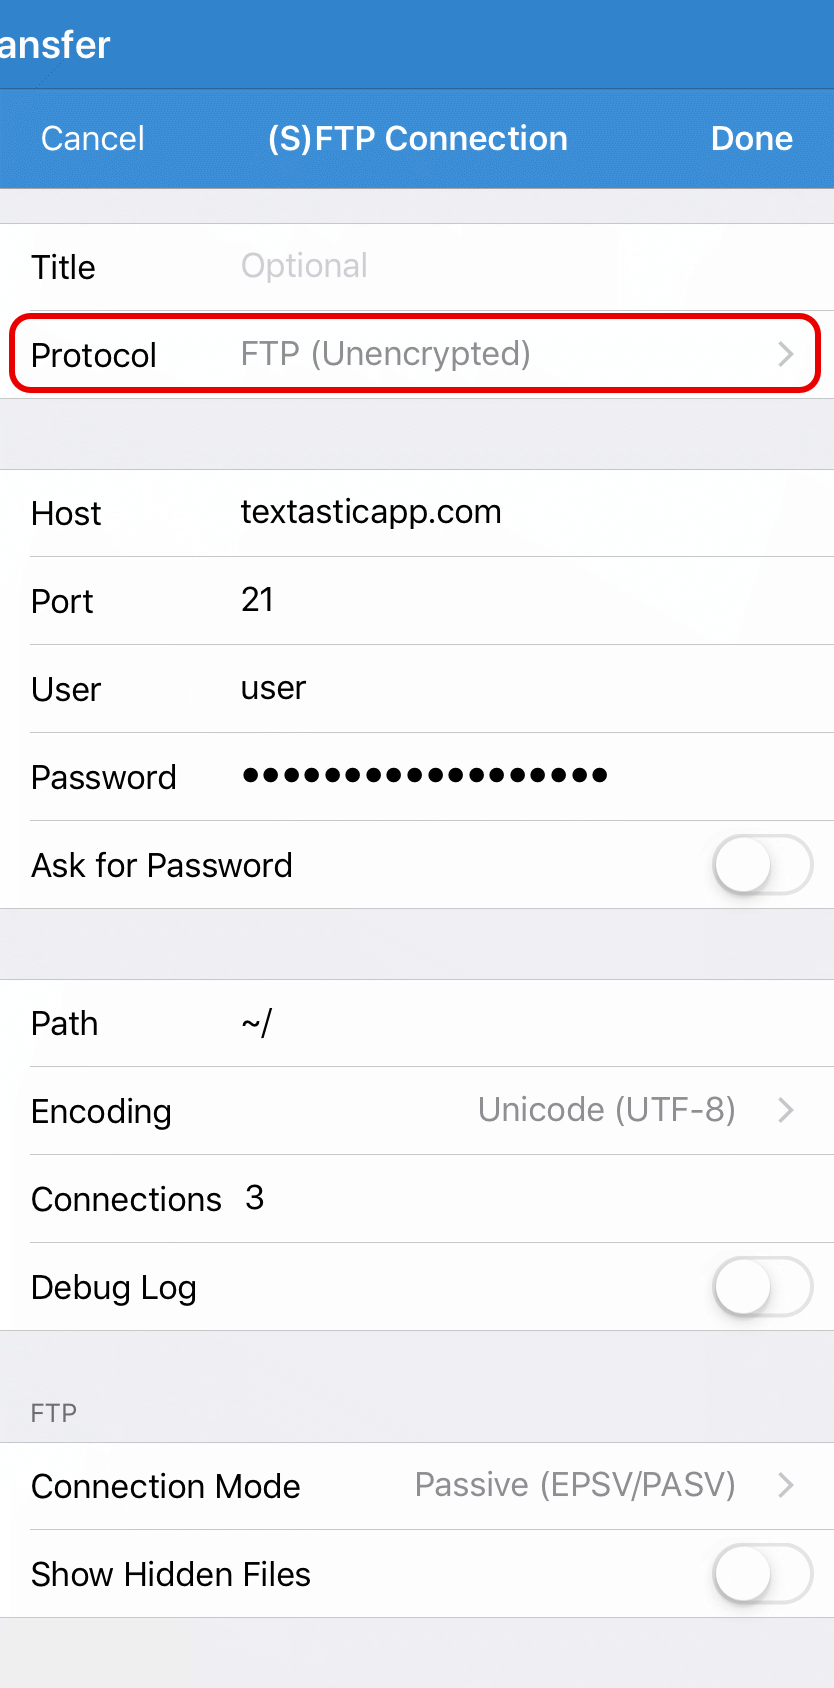 ansfer
Cancel (S)FTP Connection Done
Title Optional
Protocol FTP (Unencrypted)
Host textasticapp.com
Port 21
User user
Password ••••••••••••••••••
Ask for Password
Path ~/
Encoding Unicode (UTF-8)
Connections 3
Debug Log
FTP
Connection Mode Passive (EPSV/PASV)
Show Hidden Files